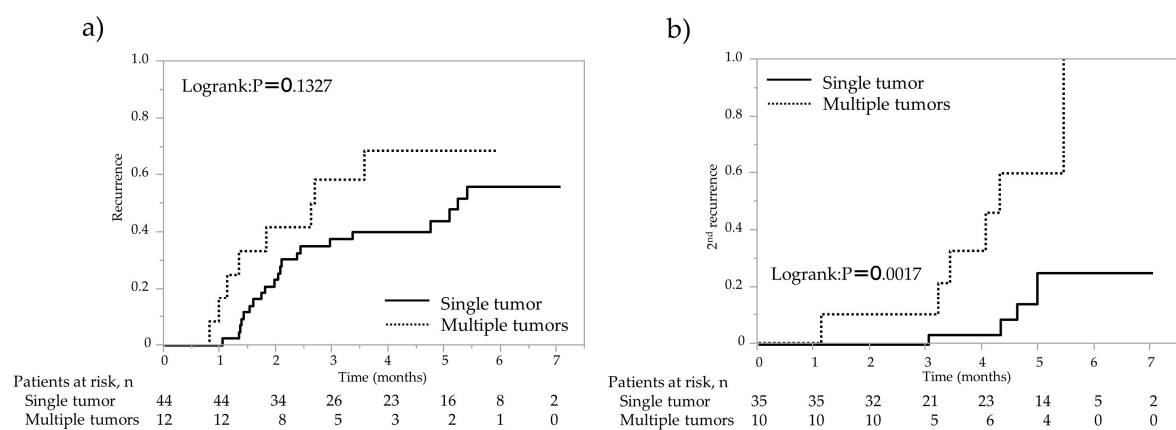 a)
1.0
0.8
0.6
0.4
0.2
0
Recurrence
Logrank:P=0.1327
Single tumor
Multiple tumors
0 1 2 3 4 5 6 7
Time (months)
Patients at risk, n
Single tumor 44 44 34 26 23 16 8 2
Multiple tumors 12 12 8 5 3 2 1 0
b)
1.0
0.8
0.6
0.4
0.2
0
2nd recurrence
Single tumor
Multiple tumors
Logrank:P=0.0017
0 1 2 3 4 5 6 7
Time (months)
Patients at risk, n
Single tumor 35 35 32 21 23 14 5 2
Multiple tumors 10 10 10 5 6 4 0 0